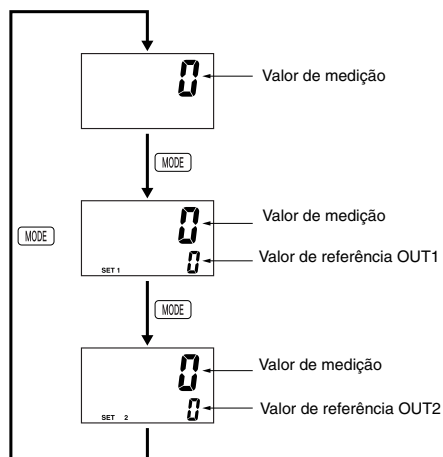 0
Valor de medição
MODE
0
Valor de medição
MODE
SET 1 0
Valor de referência OUT1
MODE
0
Valor de medição
SET 2 0
Valor de referência OUT2